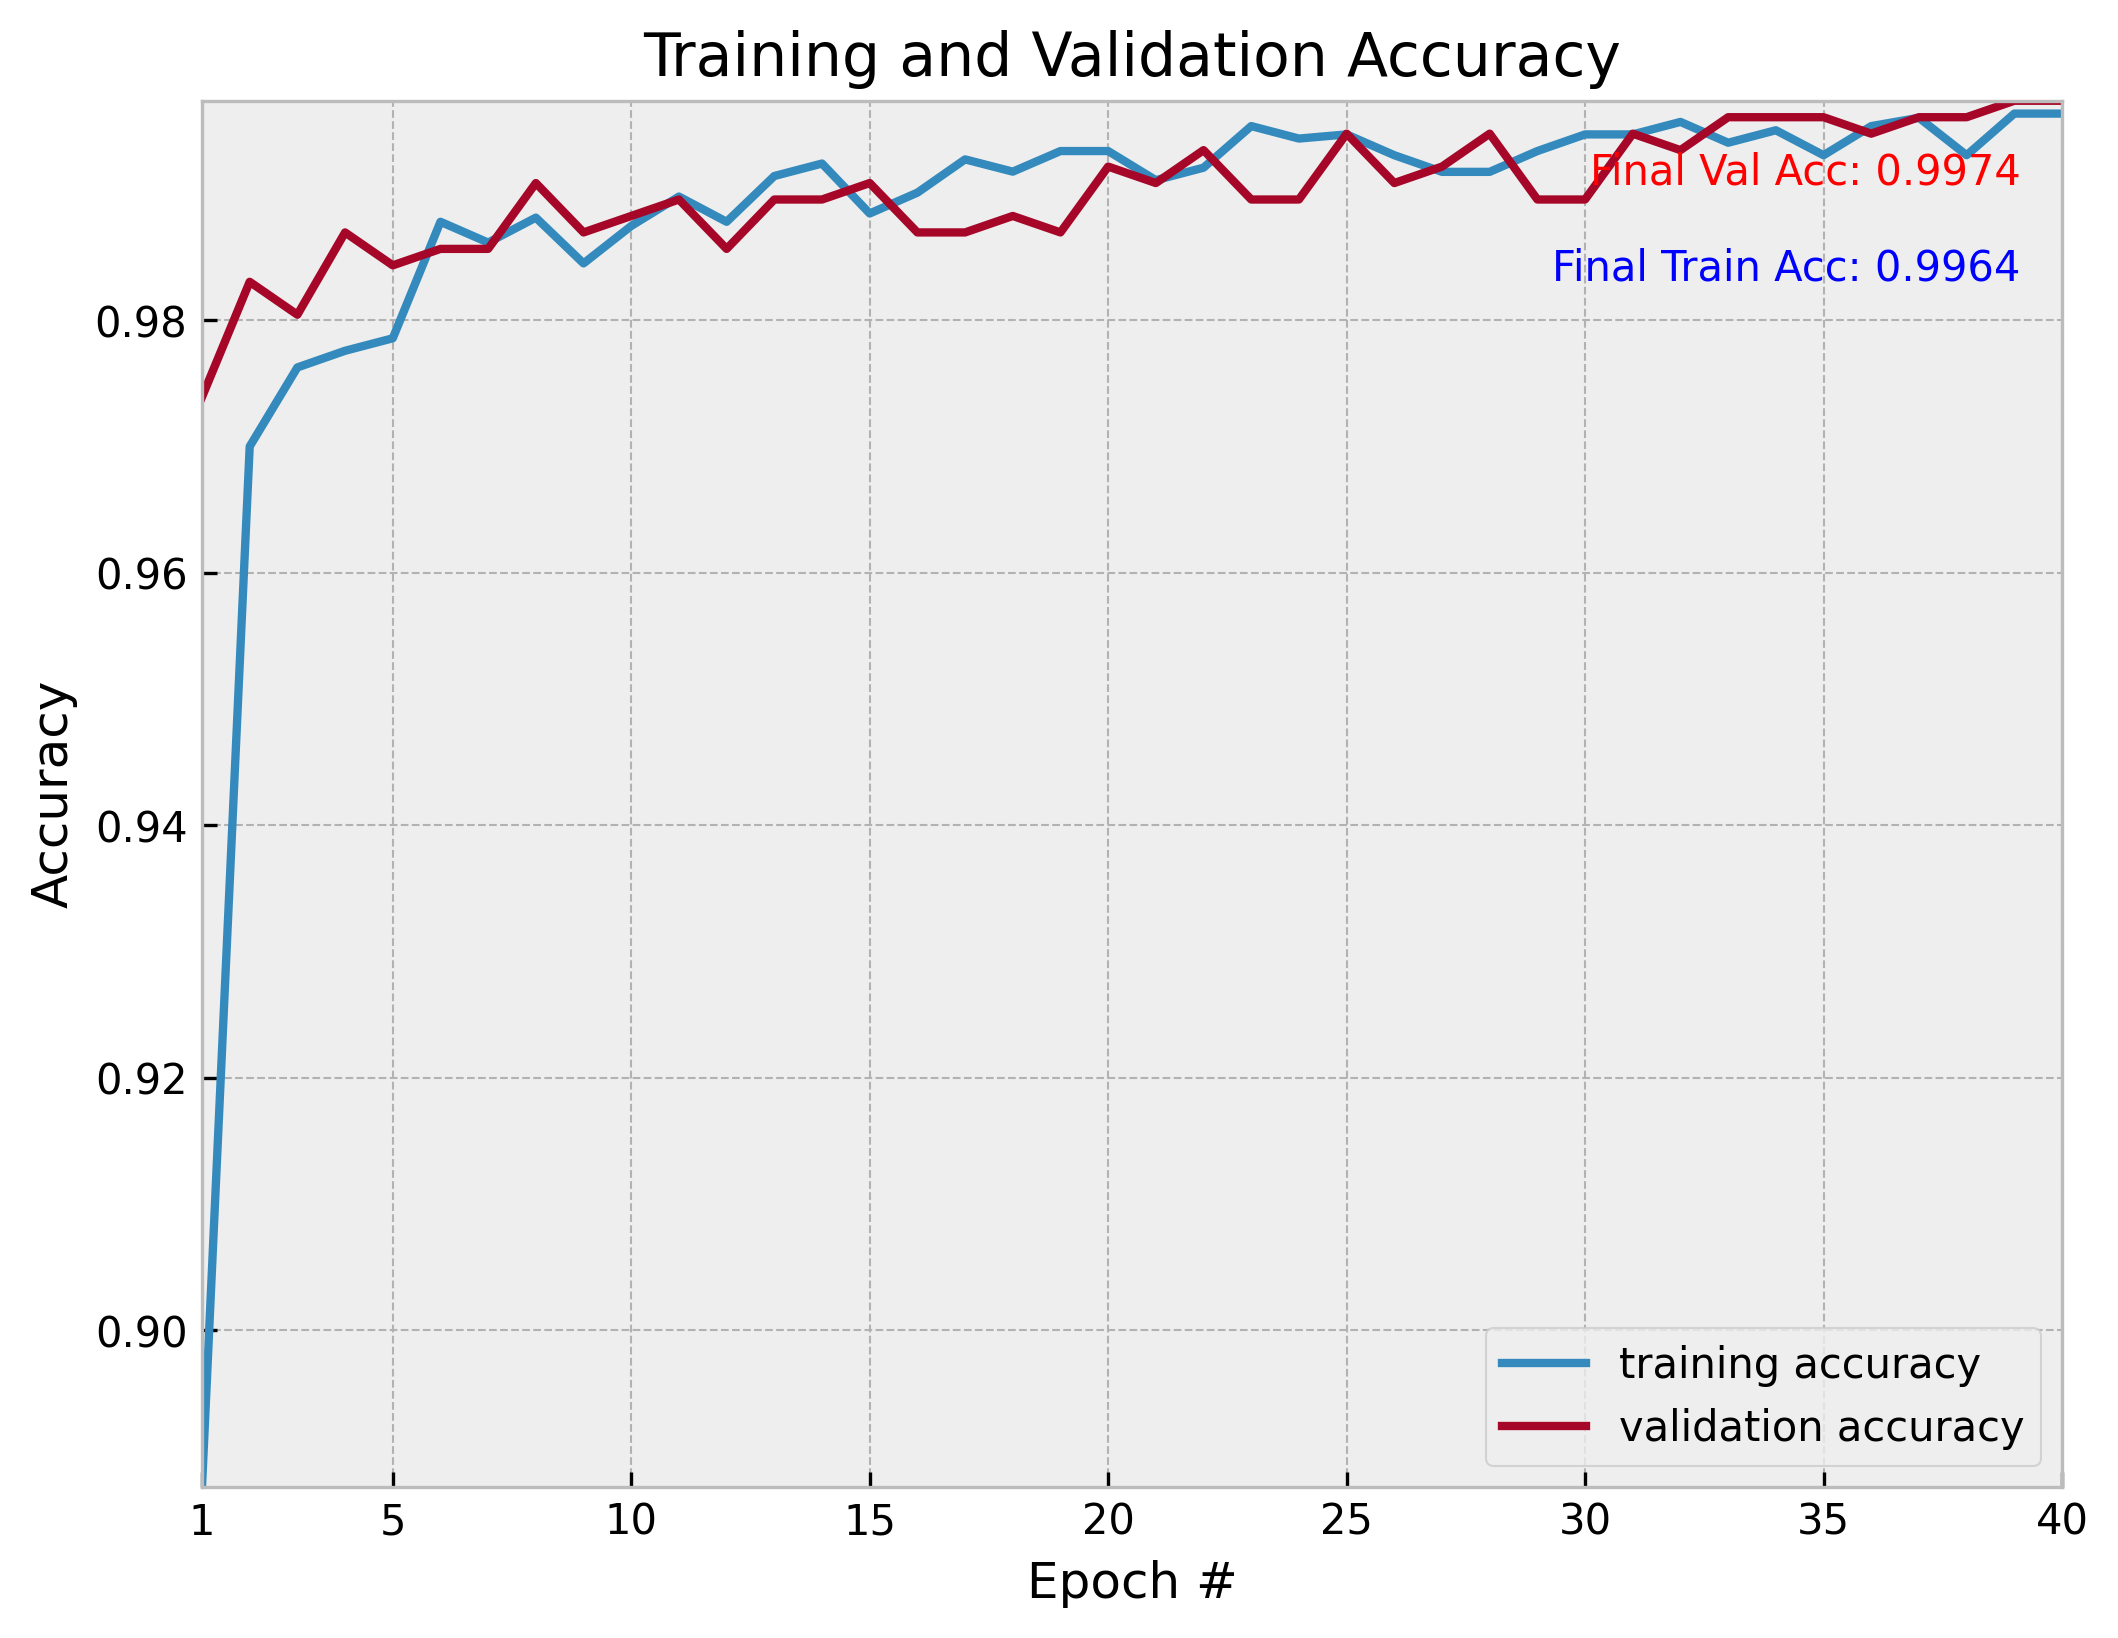 Training and Validation Accuracy
Final Val Acc: 0.9974
Final Train Acc: 0.9964
0.98
0.96
0.94
0.92
0.90
Accuracy
training accuracy
validation accuracy
1 5 10 15 20 25 30 35 40
Epoch #